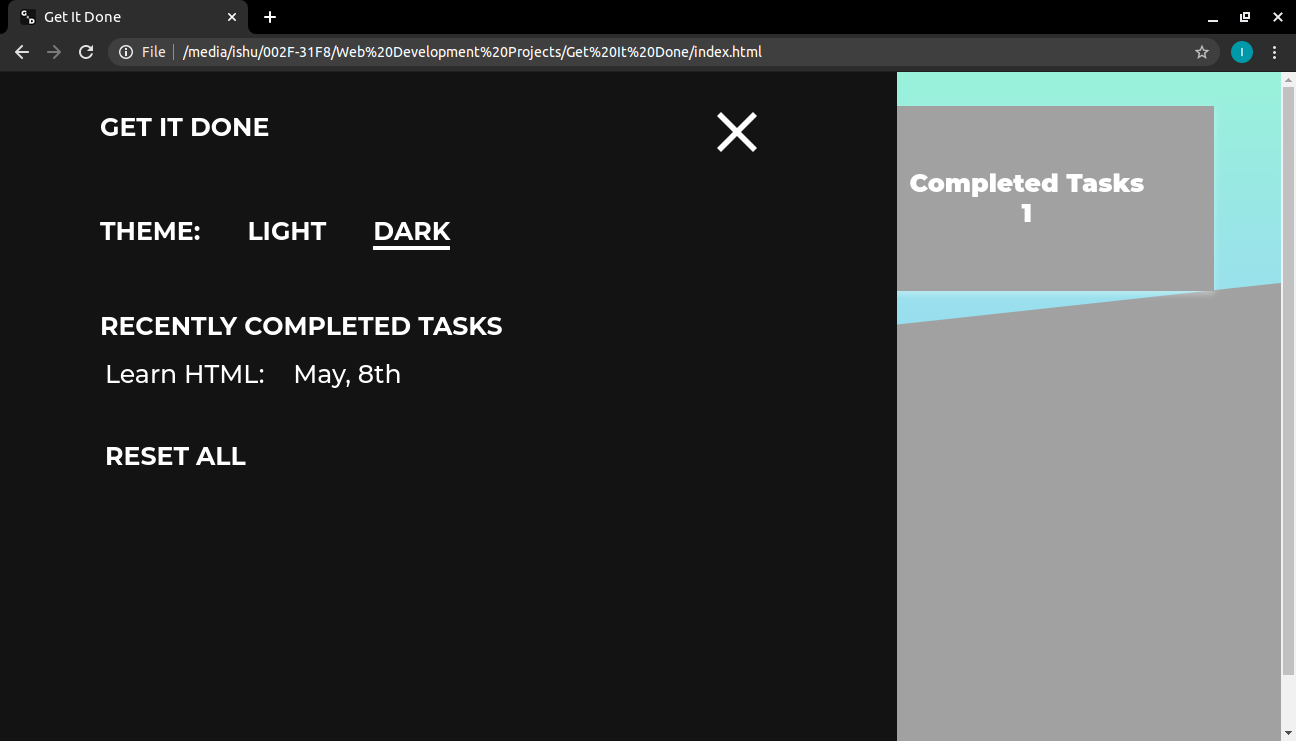 Get It Done
File /media/ishu/002F-31F8/Web%20Development%20Projects/Get%20It%20Done/index.html
I
GET IT DONE
THEME: LIGHT DARK
RECENTLY COMPLETED TASKS
Learn HTML: May, 8th
RESET ALL
Completed Tasks
1